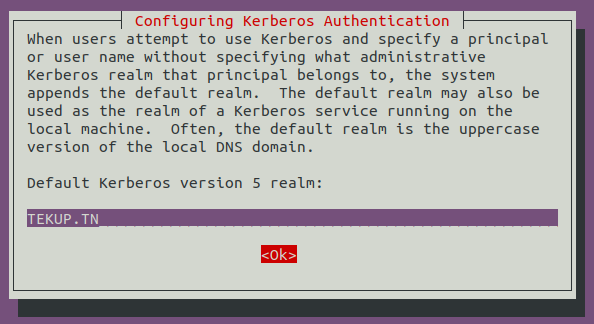 Configuring Kerberos Authentication
When users attempt to use Kerberos and specify a principal
or user name without specifying what administrative
Kerberos realm that principal belongs to, the system
appends the default realm.  The default realm may also be
used as the realm of a Kerberos service running on the
local machine.  Often, the default realm is the uppercase
version of the local DNS domain.
Default Kerberos version 5 realm:
TEKUP.TN
<Ok>